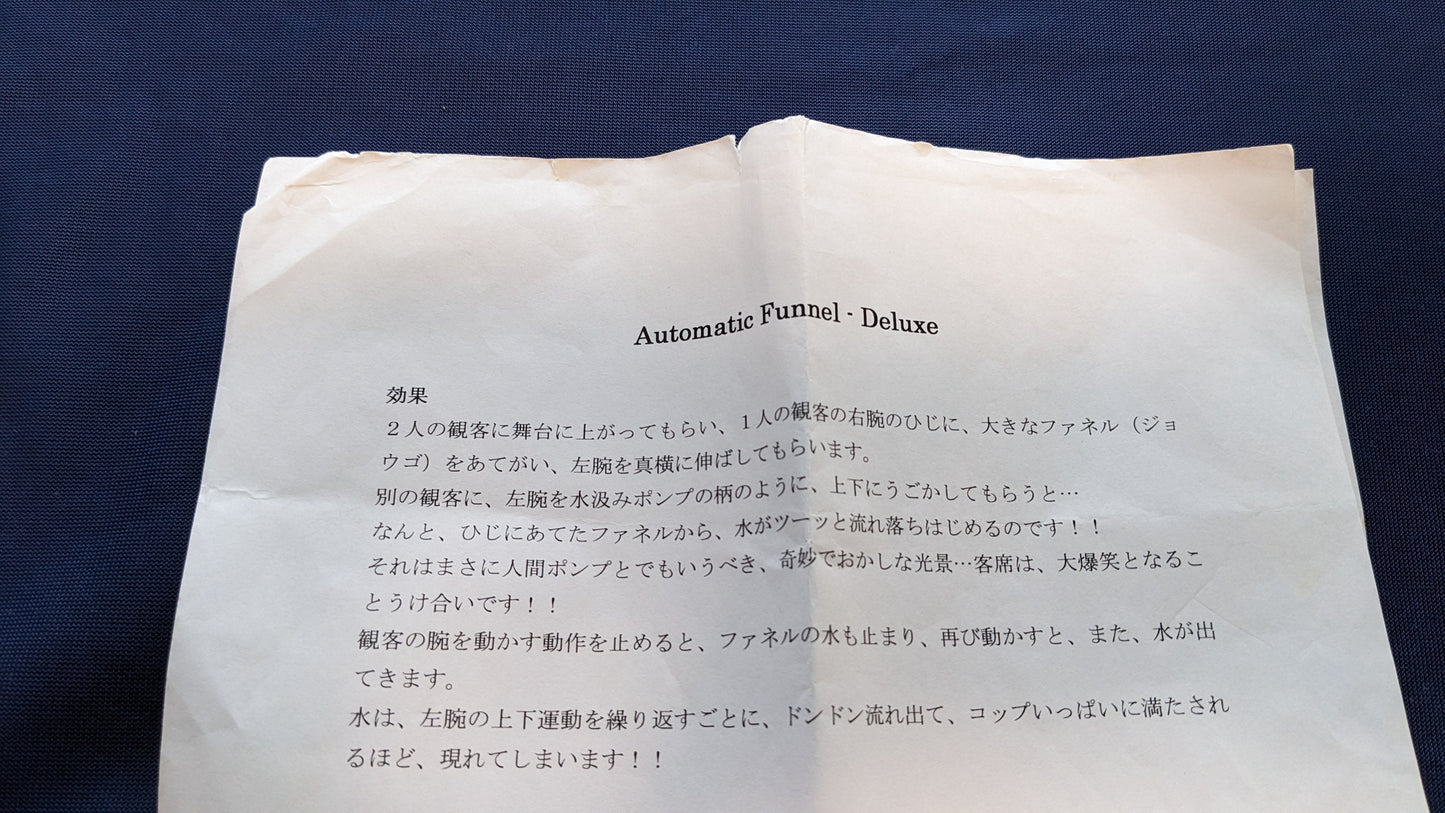 Automatic Funnel - Deluxe
効果
２人の観客に舞台に上がってもらい、１人の観客の右腕のひじに、大きなファネル（ジョ
ウゴ）をあてがい、左腕を真横に伸ばしてもらいます。
別の観客に、左腕を水汲みポンプの柄のように、上下にうごかしてもらうと…
なんと、ひじにあてたファネルから、水がツーッと流れ落ちはじめるのです！！
それはまさに人間ポンプとでもいうべき、奇妙でおかしな光景…客席は、大爆笑となるこ
とうけ合いです！！
観客の腕を動かす動作を止めると、ファネルの水も止まり、再び動かすと、また、水が出
てきます。
水は、左腕の上下運動を繰り返すごとに、ドンドン流れ出て、コップいっぱいに満たされ
るほど、現れてしまいます！！